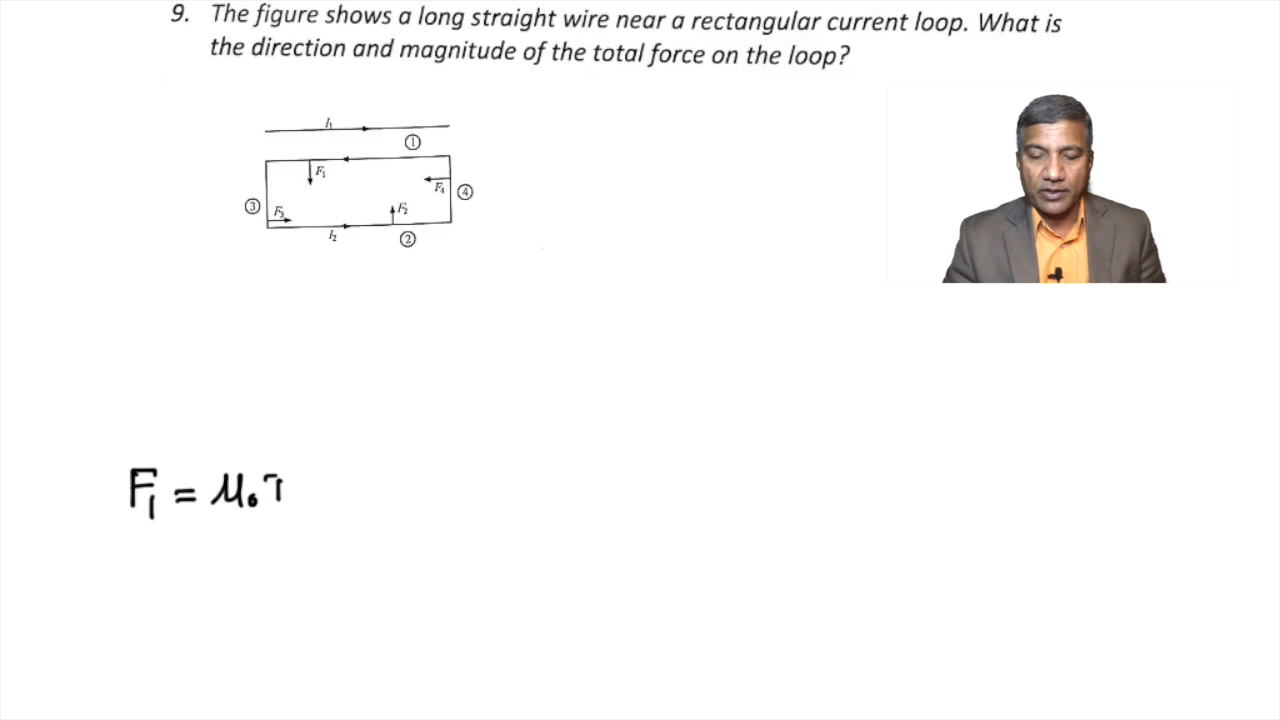 9. The figure shows a long straight wire near a rectangular current loop. What is
the direction and magnitude of the total force on the loop?
I₁
①
F₁
F₄
④
③
F₃
F₂
I₂
②
F₁ = μ₀